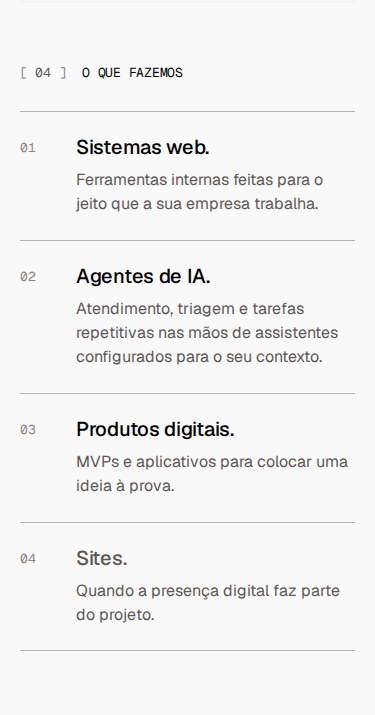 [ 04 ] O QUE FAZEMOS
01 Sistemas web.
Ferramentas internas feitas para o
jeito que a sua empresa trabalha.
02 Agentes de IA.
Atendimento, triagem e tarefas
repetitivas nas mãos de assistentes
configurados para o seu contexto.
03 Produtos digitais.
MVPs e aplicativos para colocar uma
ideia à prova.
04 Sites.
Quando a presença digital faz parte
do projeto.